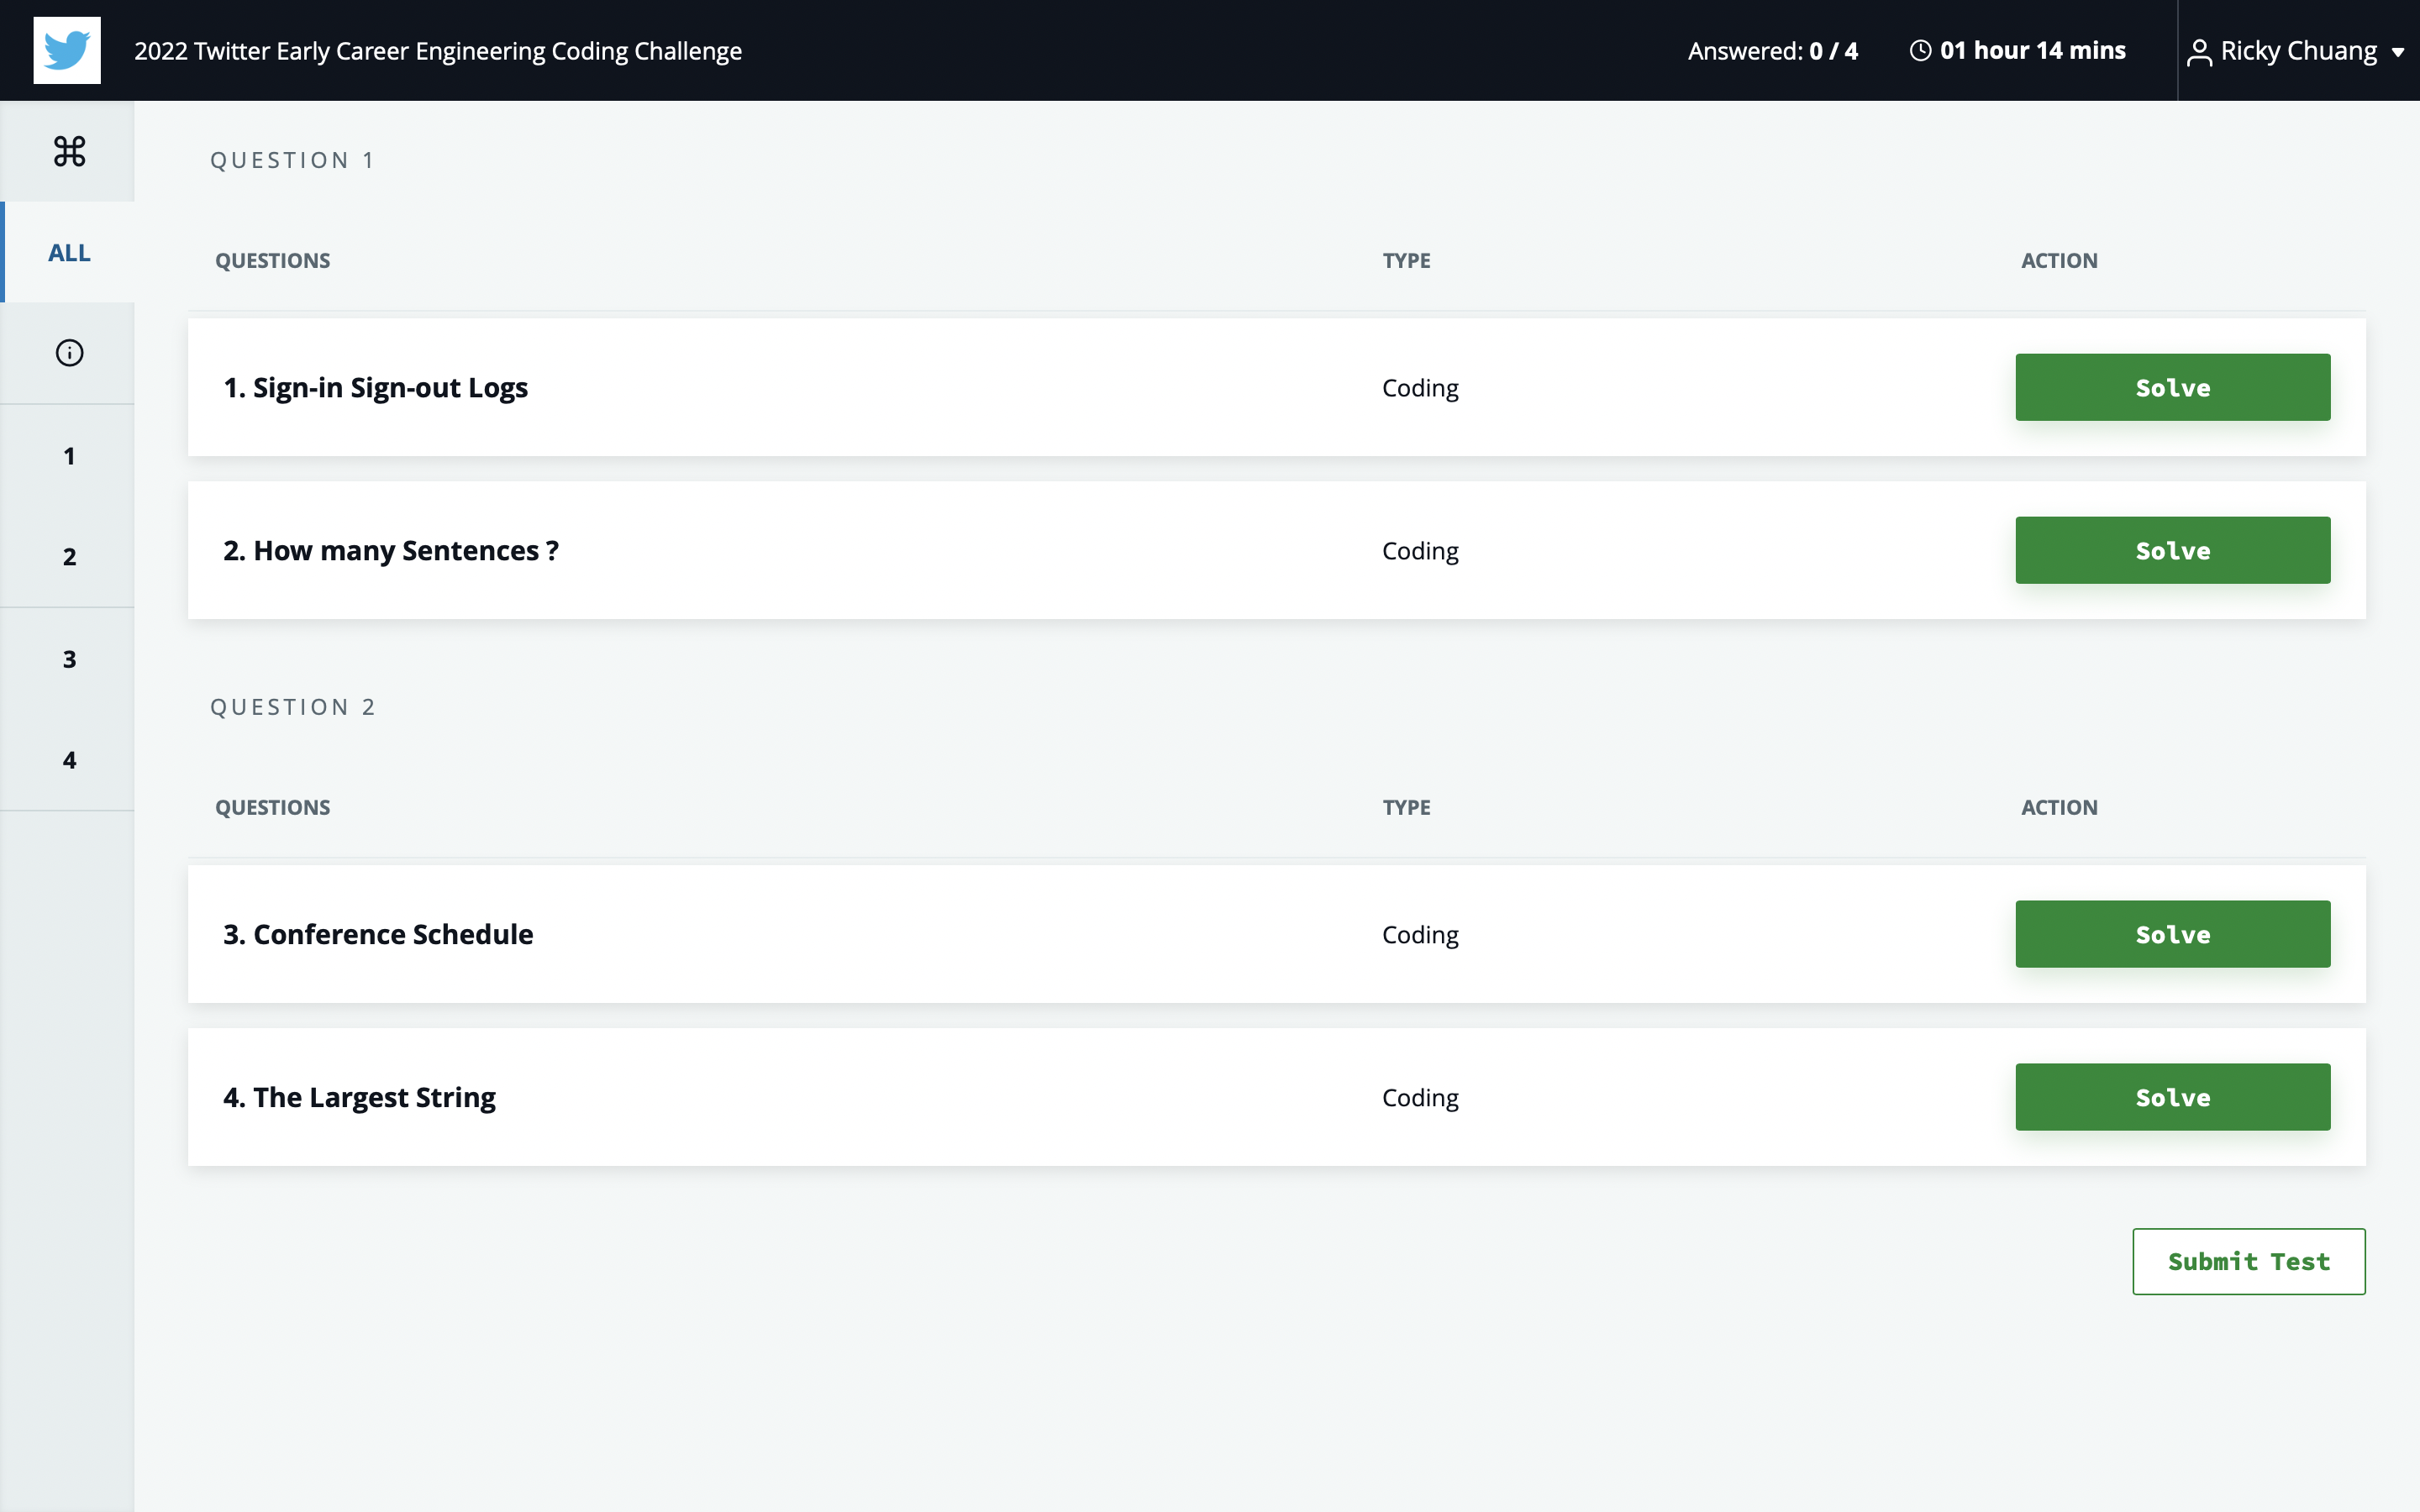 2022 Twitter Early Career Engineering Coding Challenge
Answered: 0 / 4
01 hour 14 mins
Ricky Chuang
ALL
1
2
3
4
QUESTION 1
QUESTIONS TYPE ACTION
1. Sign-in Sign-out Logs Coding Solve
2. How many Sentences ? Coding Solve
QUESTION 2
QUESTIONS TYPE ACTION
3. Conference Schedule Coding Solve
4. The Largest String Coding Solve
Submit Test